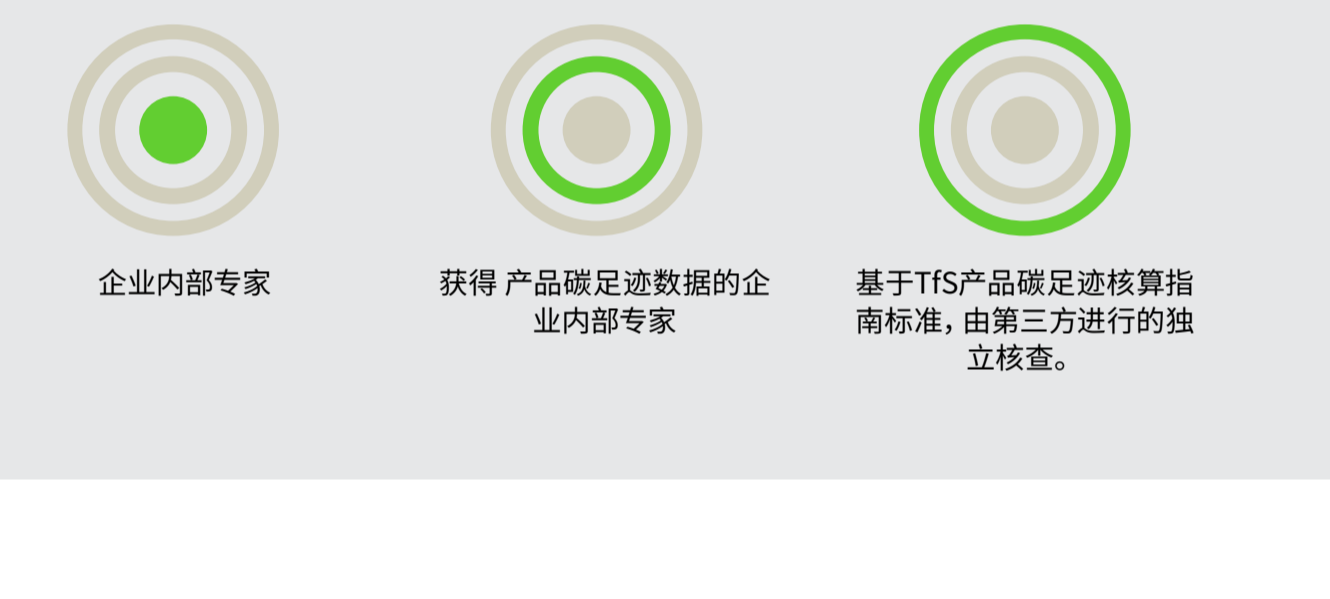 企业内部专家
获得 产品碳足迹数据的企
业内部专家
基于TfS产品碳足迹核算指
南标准，由第三方进行的独
立核查。